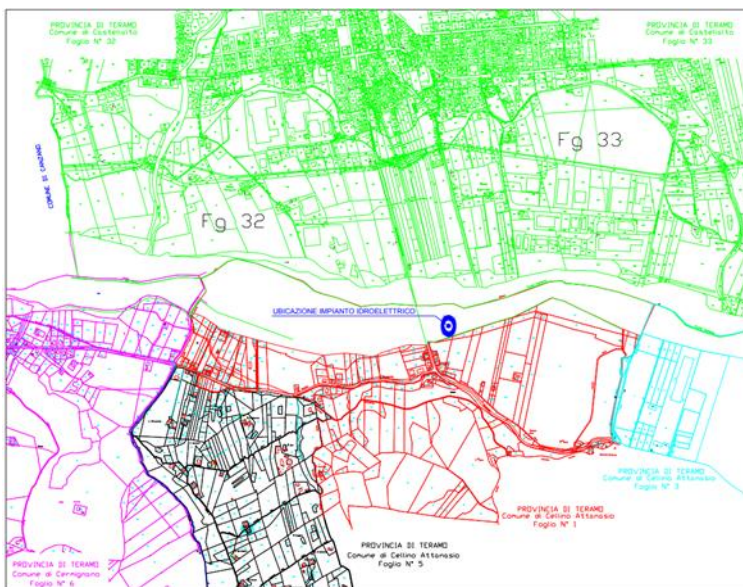 PROVINCIA DI TERAMO
Comune di Castellalto
Foglio N° 32
PROVINCIA DI TERAMO
Comune di Castellalto
Foglio N° 33
COMUNE DI CANZANO
Fg 33
Fg 32
UBICAZIONE IMPIANTO IDROELETTRICO
PROVINCIA DI TERAMO
Comune di Cellino Attanasio
Foglio N° 3
PROVINCIA DI TERAMO
Comune di Cellino Attanasio
Foglio N° 1
PROVINCIA DI TERAMO
Comune di Cellino Attanasio
Foglio N° 5
PROVINCIA DI TERAMO
Comune di Cermignano
Foglio N° 6